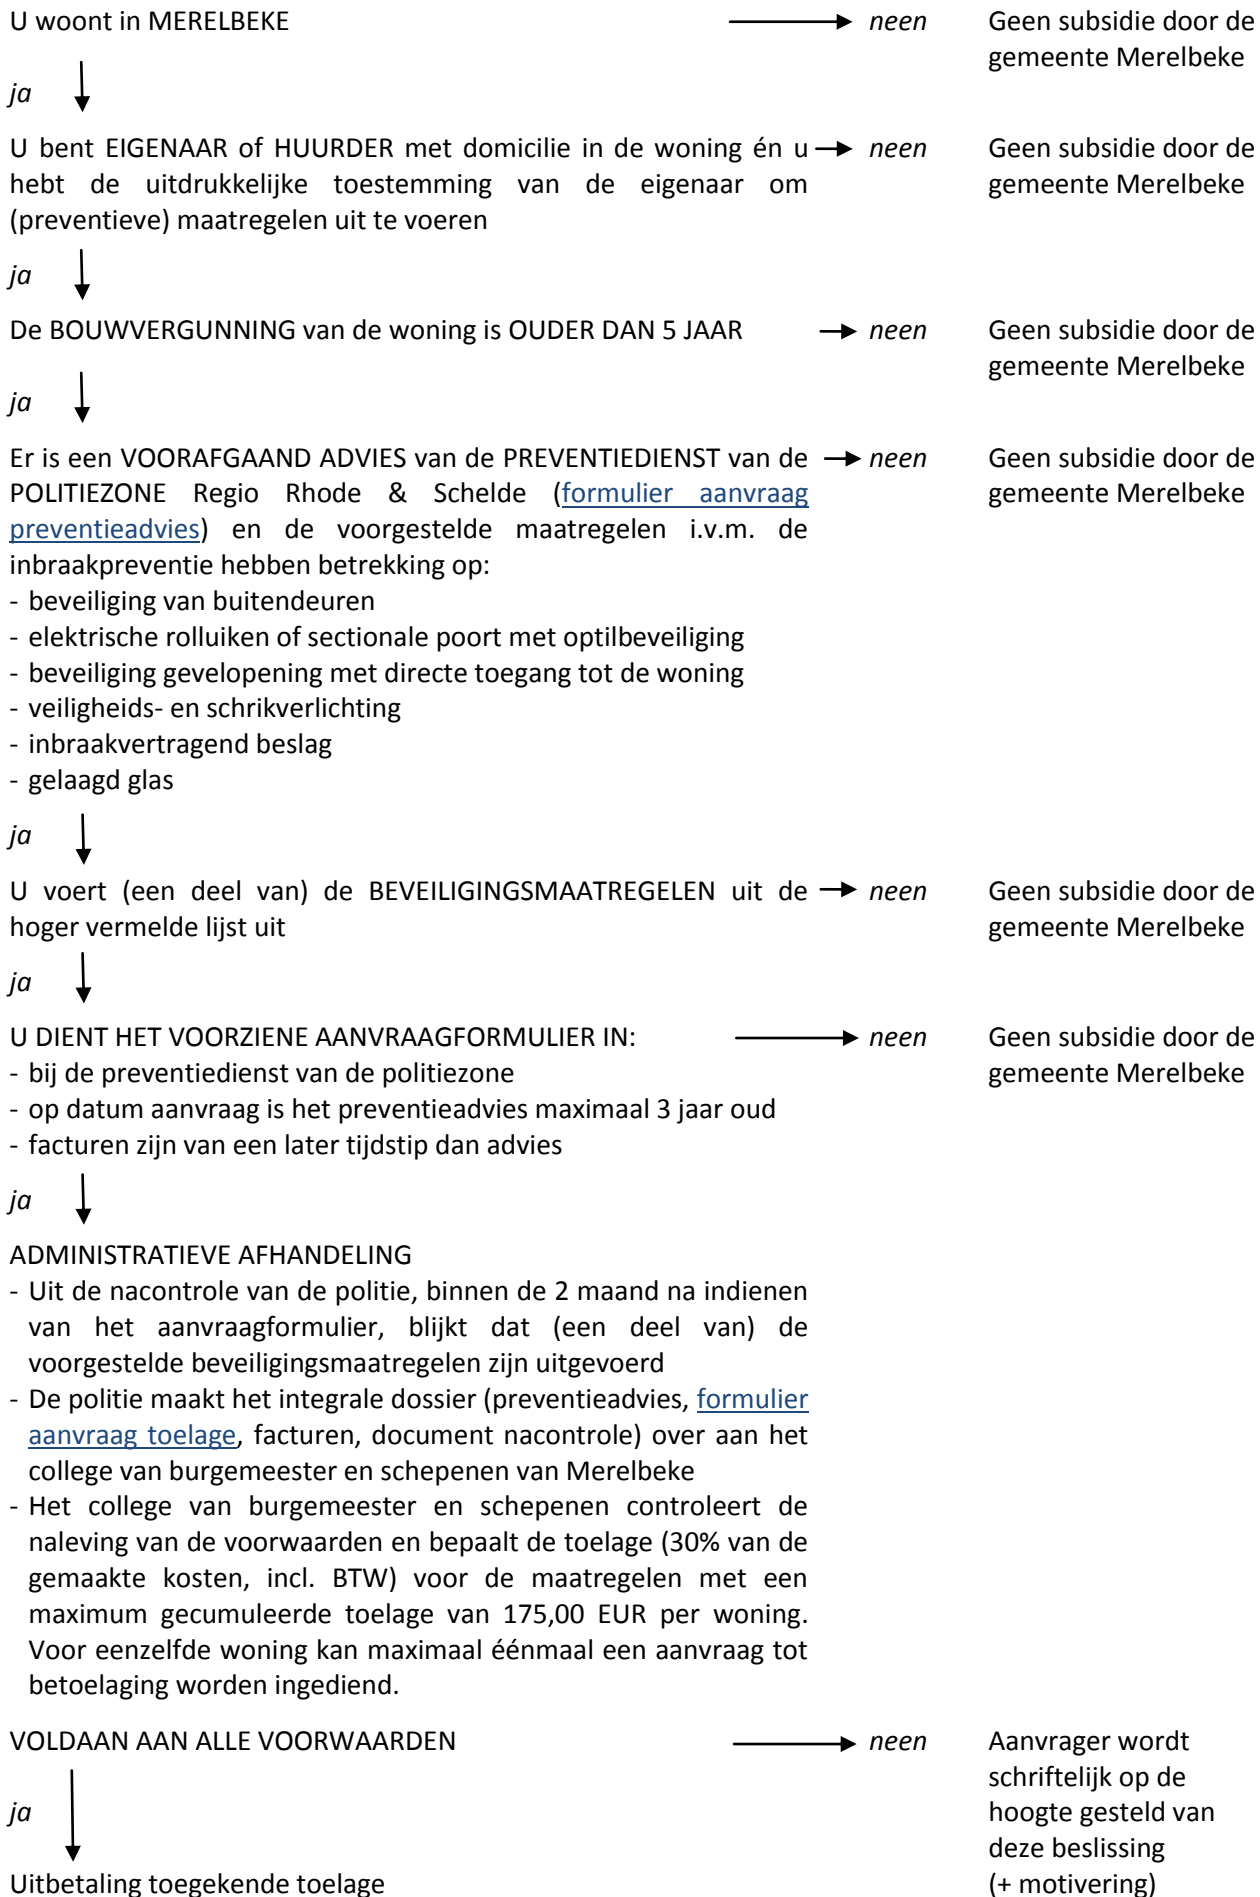 U woont in MERELBEKE neen Geen subsidie door de
gemeente Merelbeke
ja
U bent EIGENAAR of HUURDER met domicilie in de woning én u neen Geen subsidie door de
hebt de uitdrukkelijke toestemming van de eigenaar om gemeente Merelbeke
(preventieve) maatregelen uit te voeren
ja
De BOUWVERGUNNING van de woning is OUDER DAN 5 JAAR neen Geen subsidie door de
gemeente Merelbeke
ja
Er is een VOORAFGAAND ADVIES van de PREVENTIEDIENST van de neen Geen subsidie door de
POLITIEZONE Regio Rhode & Schelde (formulier aanvraag gemeente Merelbeke
preventieadvies) en de voorgestelde maatregelen i.v.m. de
inbraakpreventie hebben betrekking op:
- beveiliging van buitendeuren
- elektrische rolluiken of sectionale poort met optilbeveiliging
- beveiliging gevelopening met directe toegang tot de woning
- veiligheids- en schrikverlichting
- inbraakvertragend beslag
- gelaagd glas
ja
U voert (een deel van) de BEVEILIGINGSMAATREGELEN uit de neen Geen subsidie door de
hoger vermelde lijst uit gemeente Merelbeke
ja
U DIENT HET VOORZIENE AANVRAAGFORMULIER IN: neen Geen subsidie door de
- bij de preventiedienst van de politiezone gemeente Merelbeke
- op datum aanvraag is het preventieadvies maximaal 3 jaar oud
- facturen zijn van een later tijdstip dan advies
ja
ADMINISTRATIEVE AFHANDELING
- Uit de nacontrole van de politie, binnen de 2 maand na indienen
van het aanvraagformulier, blijkt dat (een deel van) de
voorgestelde beveiligingsmaatregelen zijn uitgevoerd
- De politie maakt het integrale dossier (preventieadvies, formulier
aanvraag toelage, facturen, document nacontrole) over aan het
college van burgemeester en schepenen van Merelbeke
- Het college van burgemeester en schepenen controleert de
naleving van de voorwaarden en bepaalt de toelage (30% van de
gemaakte kosten, incl. BTW) voor de maatregelen met een
maximum gecumuleerde toelage van 175,00 EUR per woning.
Voor eenzelfde woning kan maximaal éénmaal een aanvraag tot
betoelaging worden ingediend.
VOLDAAN AAN ALLE VOORWAARDEN neen Aanvrager wordt
schriftelijk op de
ja hoogte gesteld van
deze beslissing
Uitbetaling toegekende toelage (+ motivering)